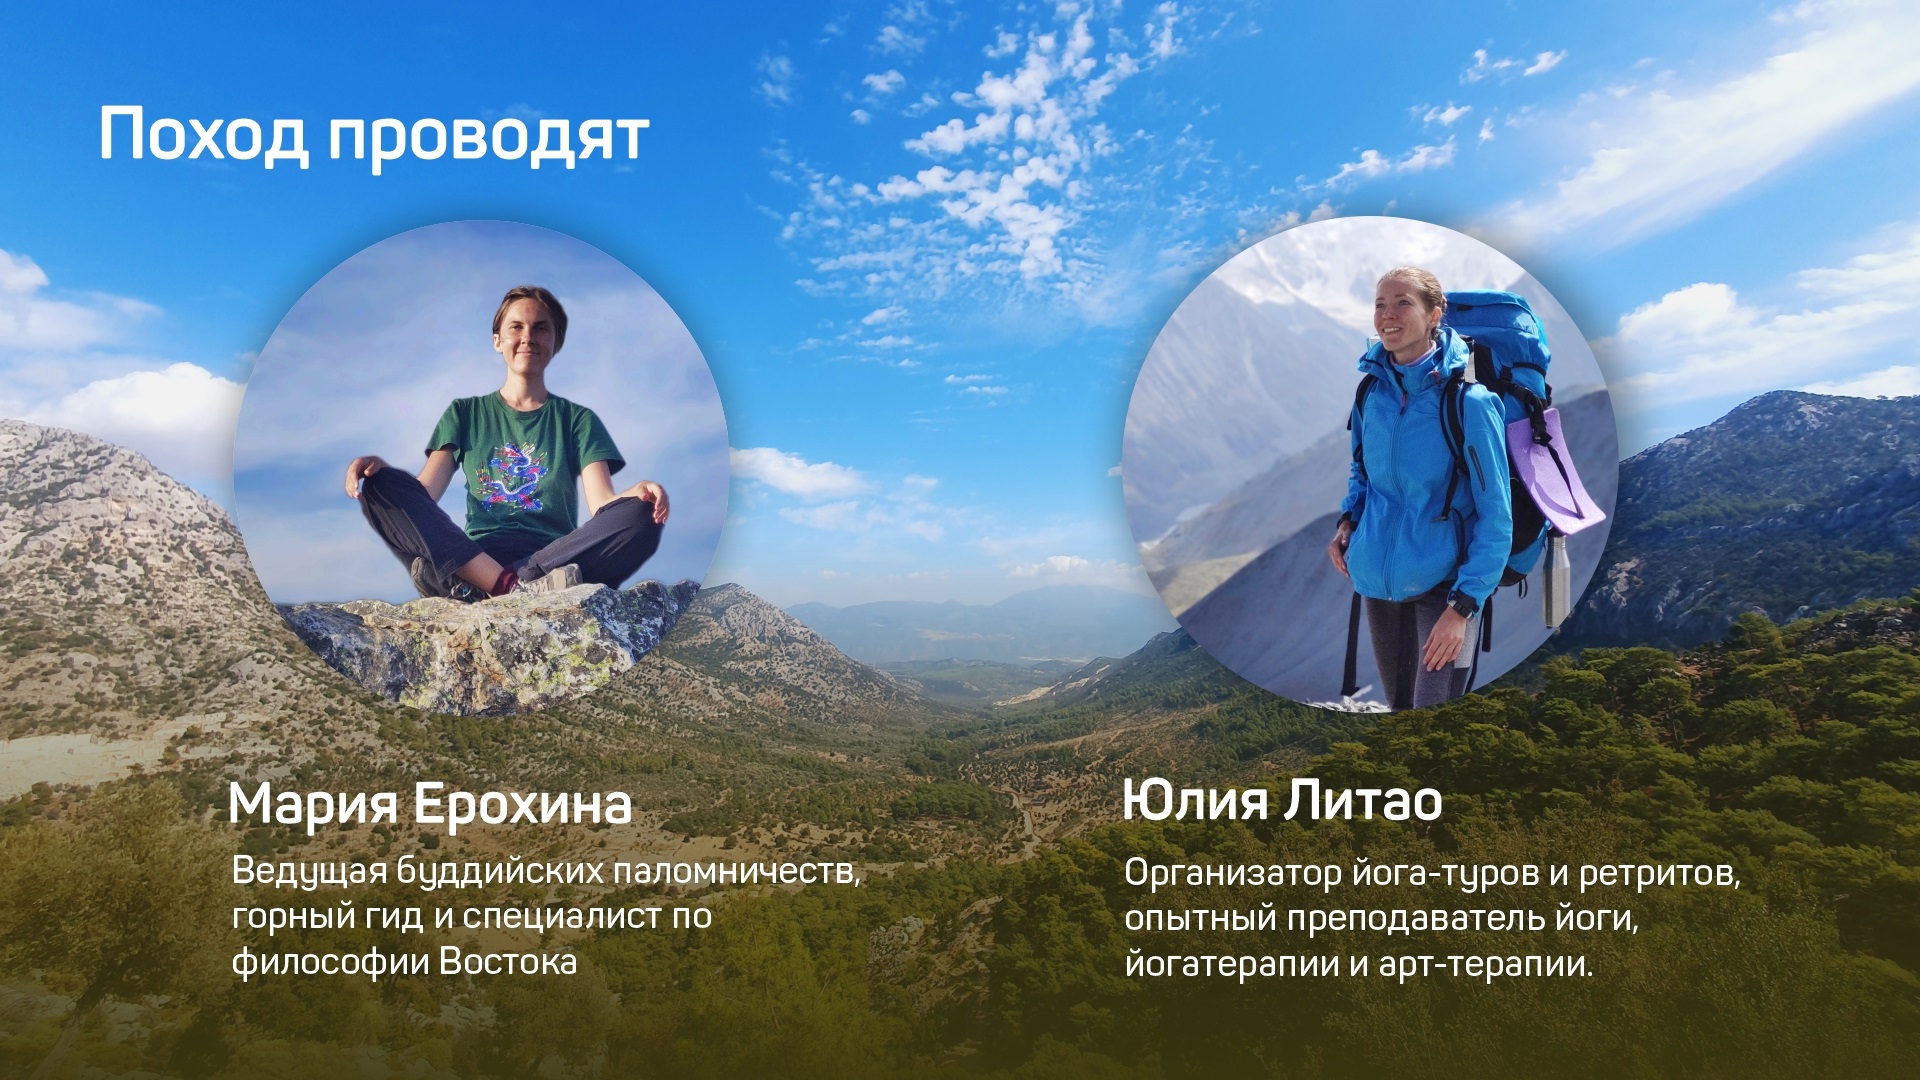 Поход проводят
Мария Ерохина
Ведущая буддийских паломничеств,
горный гид и специалист по
философии Востока
Юлия Литао
Организатор йога-туров и ретритов,
опытный преподаватель йоги,
йогатерапии и арт-терапии.